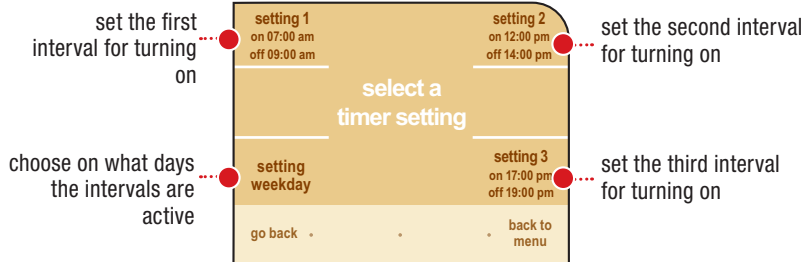 set the first
interval for turning
on
setting 1
on 07:00 am
off 09:00 am
setting 2
on 12:00 pm
off 14:00 pm
set the second interval
for turning on
select a
timer setting
choose on what days
the intervals are
active
setting
weekday
setting 3
on 17:00 pm
off 19:00 pm
set the third interval
for turning on
go back
back to
menu